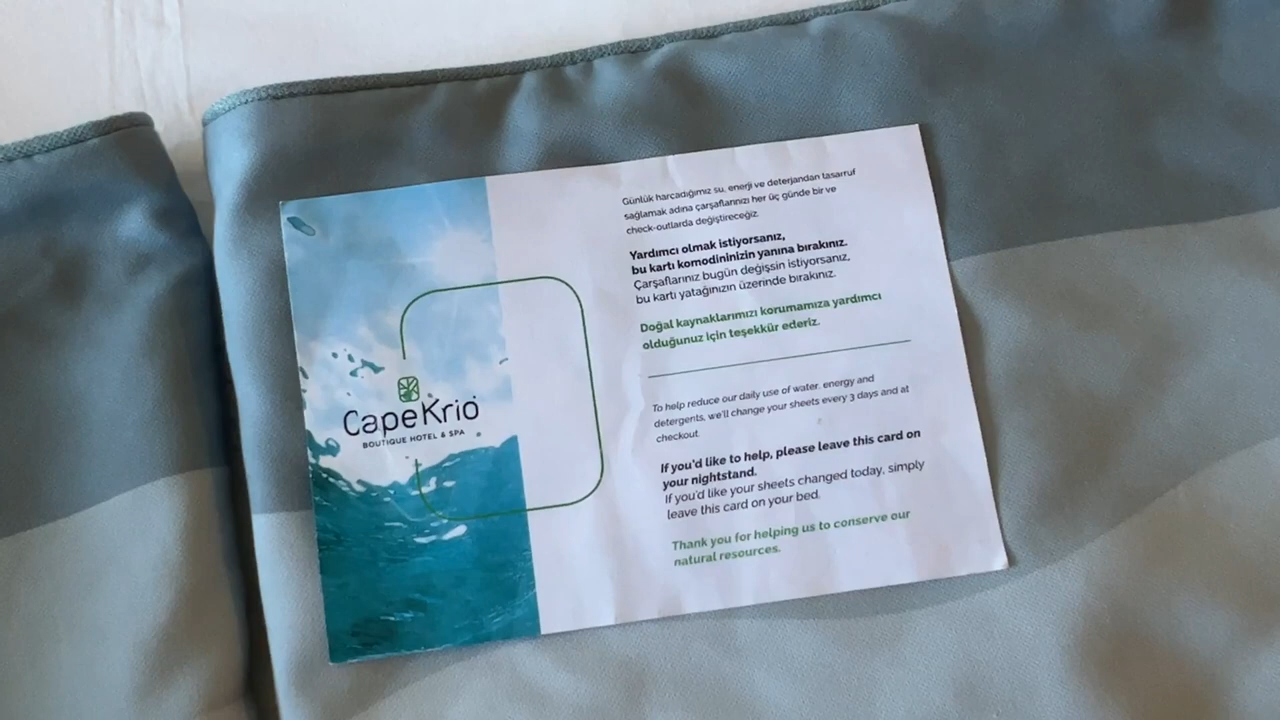 CapeKrio
BOUTIQUE HOTEL & SPA
Günlük harcadığımız su, enerji ve deterjandan tasarruf
sağlamak adına çarşaflarınızı her üç günde bir ve
check-outlarda değiştireceğiz.
Yardımcı olmak istiyorsanız,
bu kartı komodininizin yanına bırakınız.
Çarşaflarınız bugün değişsin istiyorsanız,
bu kartı yatağınızın üzerinde bırakınız.
Doğal kaynaklarımızı korumamıza yardımcı
olduğunuz için teşekkür ederiz.
To help reduce our daily use of water, energy and
detergents, we'll change your sheets every 3 days and at
checkout.
If you'd like to help, please leave this card on
your nightstand.
If you'd like your sheets changed today, simply
leave this card on your bed.
Thank you for helping us to conserve our
natural resources.